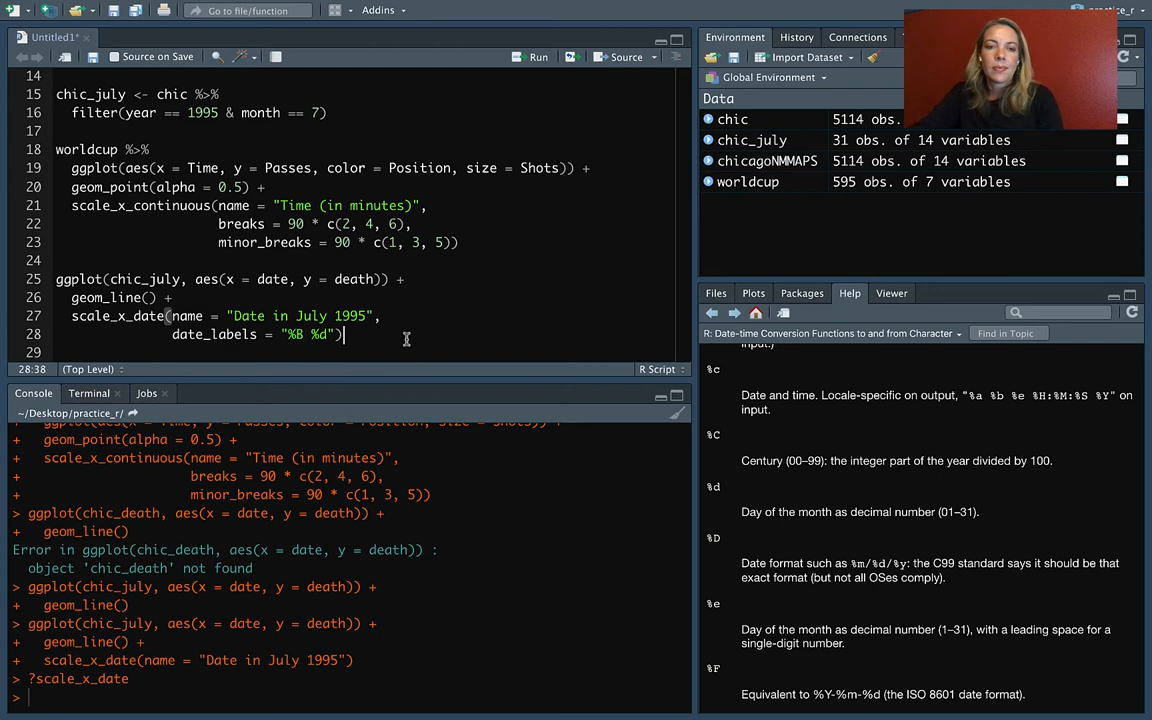 Go to file/function
Addins
practice_r
Untitled1*
Source on Save
Run
Source
14
15 chic_july <- chic %>%
16 filter(year == 1995 & month == 7)
17
18 worldcup %>%
19 ggplot(aes(x = Time, y = Passes, color = Position, size = Shots)) +
20 geom_point(alpha = 0.5) +
21 scale_x_continuous(name = "Time (in minutes)",
22 breaks = 90 * c(2, 4, 6),
23 minor_breaks = 90 * c(1, 3, 5))
24
25 ggplot(chic_july, aes(x = date, y = death)) +
26 geom_line() +
27 scale_x_date(name = "Date in July 1995",
28 date_labels = "%B %d")
29
28:38 (Top Level) R Script
Console Terminal Jobs
~/Desktop/practice_r/
+ ggplot(aes(x = Time, y = Passes, color = Position, size = Shots)) +
+ geom_point(alpha = 0.5) +
+ scale_x_continuous(name = "Time (in minutes)",
+ breaks = 90 * c(2, 4, 6),
+ minor_breaks = 90 * c(1, 3, 5))
> ggplot(chic_death, aes(x = date, y = death)) +
+ geom_line()
Error in ggplot(chic_death, aes(x = date, y = death)) :
object 'chic_death' not found
> ggplot(chic_july, aes(x = date, y = death)) +
+ geom_line()
> ggplot(chic_july, aes(x = date, y = death)) +
+ geom_line() +
+ scale_x_date(name = "Date in July 1995")
> ?scale_x_date
>
Environment History Connections
Import Dataset
Global Environment
Data
chic 5114 obs.
chic_july 31 obs. of 14 variables
chicagoNMMAPS 5114 obs. of 14 variables
worldcup 595 obs. of 7 variables
Files Plots Packages Help Viewer
R: Date-time Conversion Functions to and from Character Find in Topic
input.)
%c
Date and time. Locale-specific on output, "%a %b %e %H:%M:%S %Y" on
input.
%C
Century (00–99): the integer part of the year divided by 100.
%d
Day of the month as decimal number (01–31).
%D
Date format such as %m/%d/%y: the C99 standard says it should be that
exact format (but not all OSes comply).
%e
Day of the month as decimal number (1–31), with a leading space for a
single-digit number.
%F
Equivalent to %Y-%m-%d (the ISO 8601 date format).